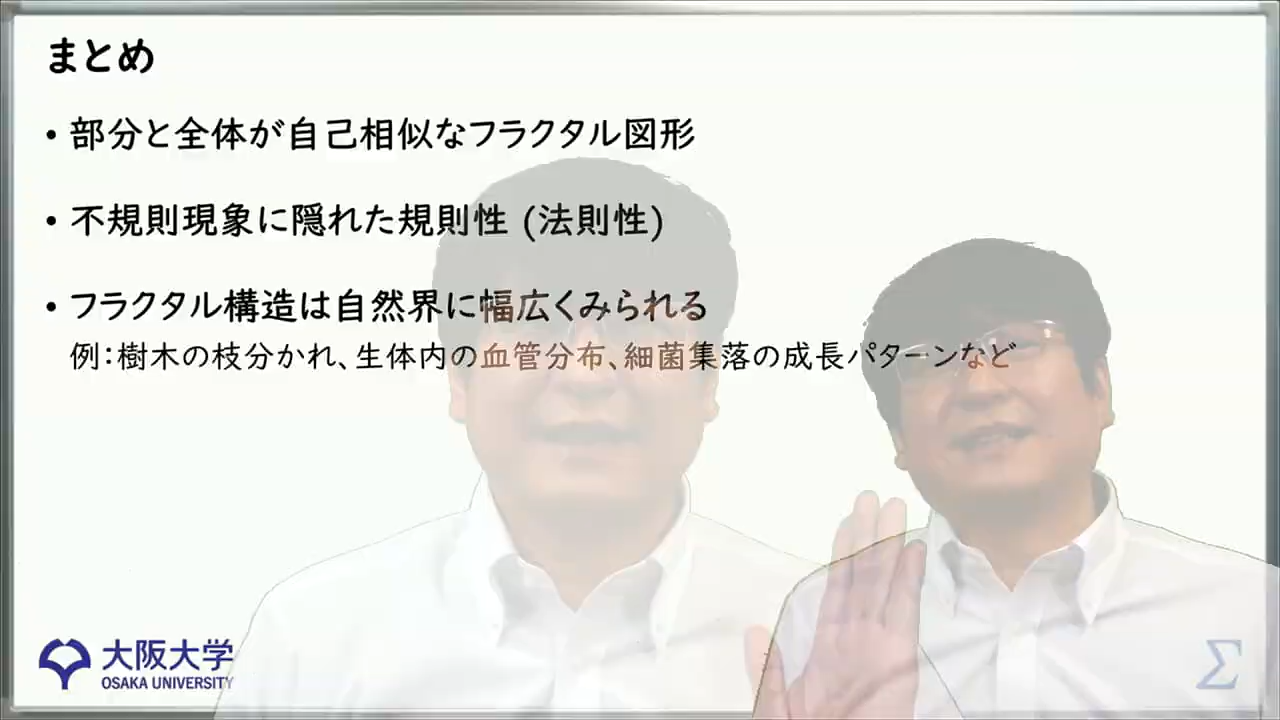 まとめ
• 部分と全体が自己相似なフラクタル図形
• 不規則現象に隠れた規則性 (法則性)
• フラクタル構造は自然界に幅広くみられる
例：樹木の枝分かれ、生体内の血管分布、細菌集落の成長パターンなど
大阪大学
OSAKA UNIVERSITY
Σ